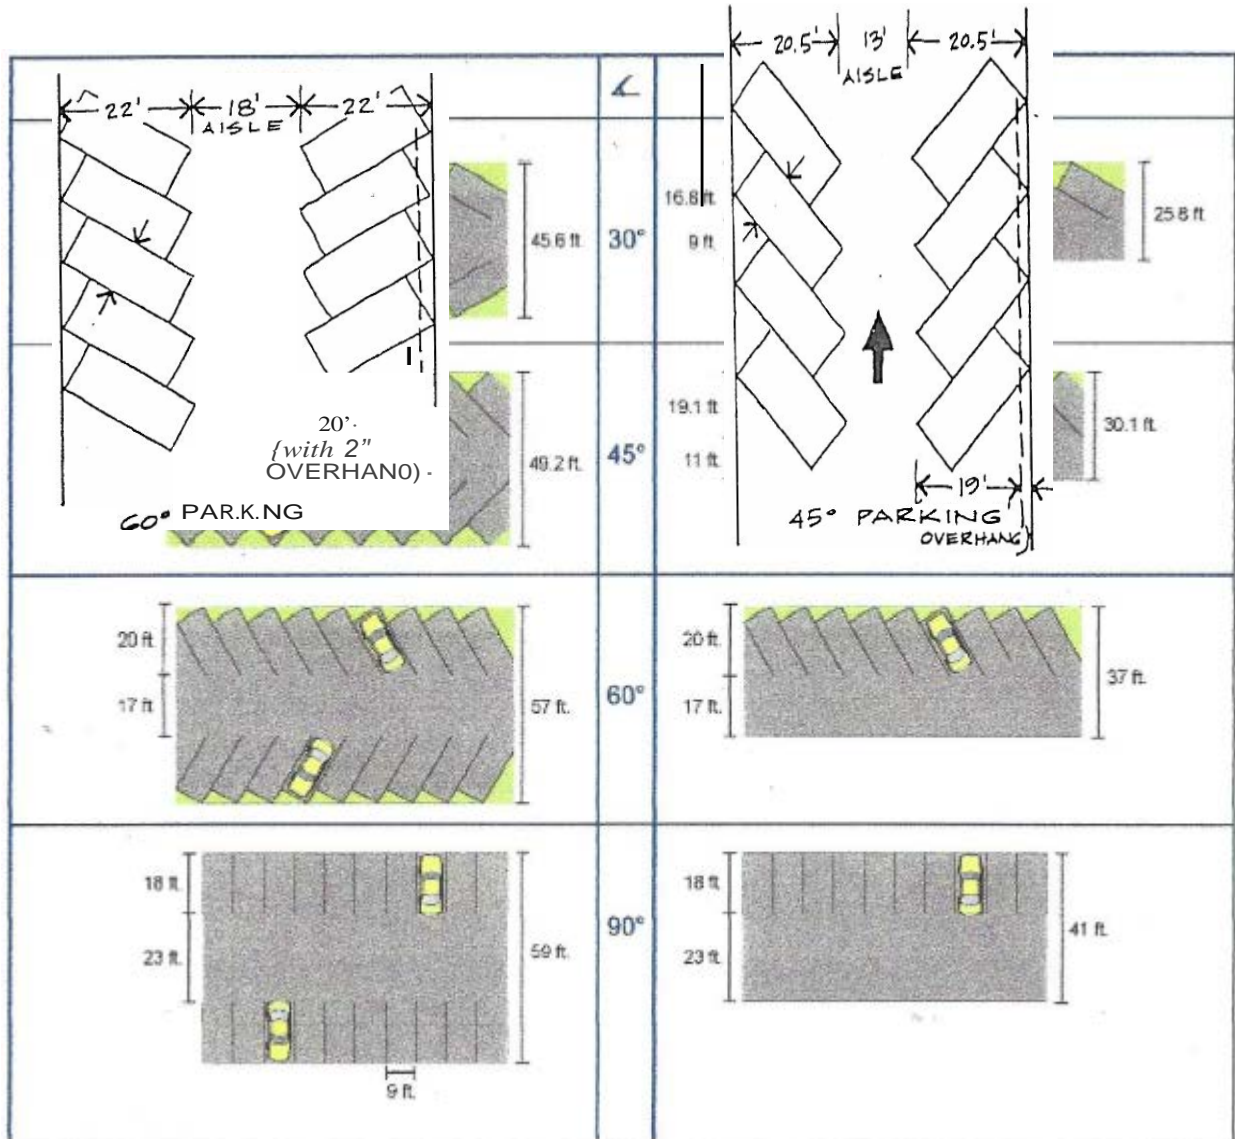 22' 18' 22'
AISLE
20'.
{with 2"
OVERHAN0) .
60° PAR.K.NG
20.5' 13' 20.5'
AISLE
19'
45° PARKING
OVERHANG)
∠
45.6 ft.
30°
16.8 ft.
9 ft.
25.8 ft.
49.2 ft.
45°
19.1 ft.
11 ft.
30.1 ft.
20 ft.
17 ft.
57 ft.
60°
20 ft.
17 ft.
37 ft.
18 ft.
23 ft.
59 ft.
9 ft.
90°
18 ft.
23 ft.
41 ft.